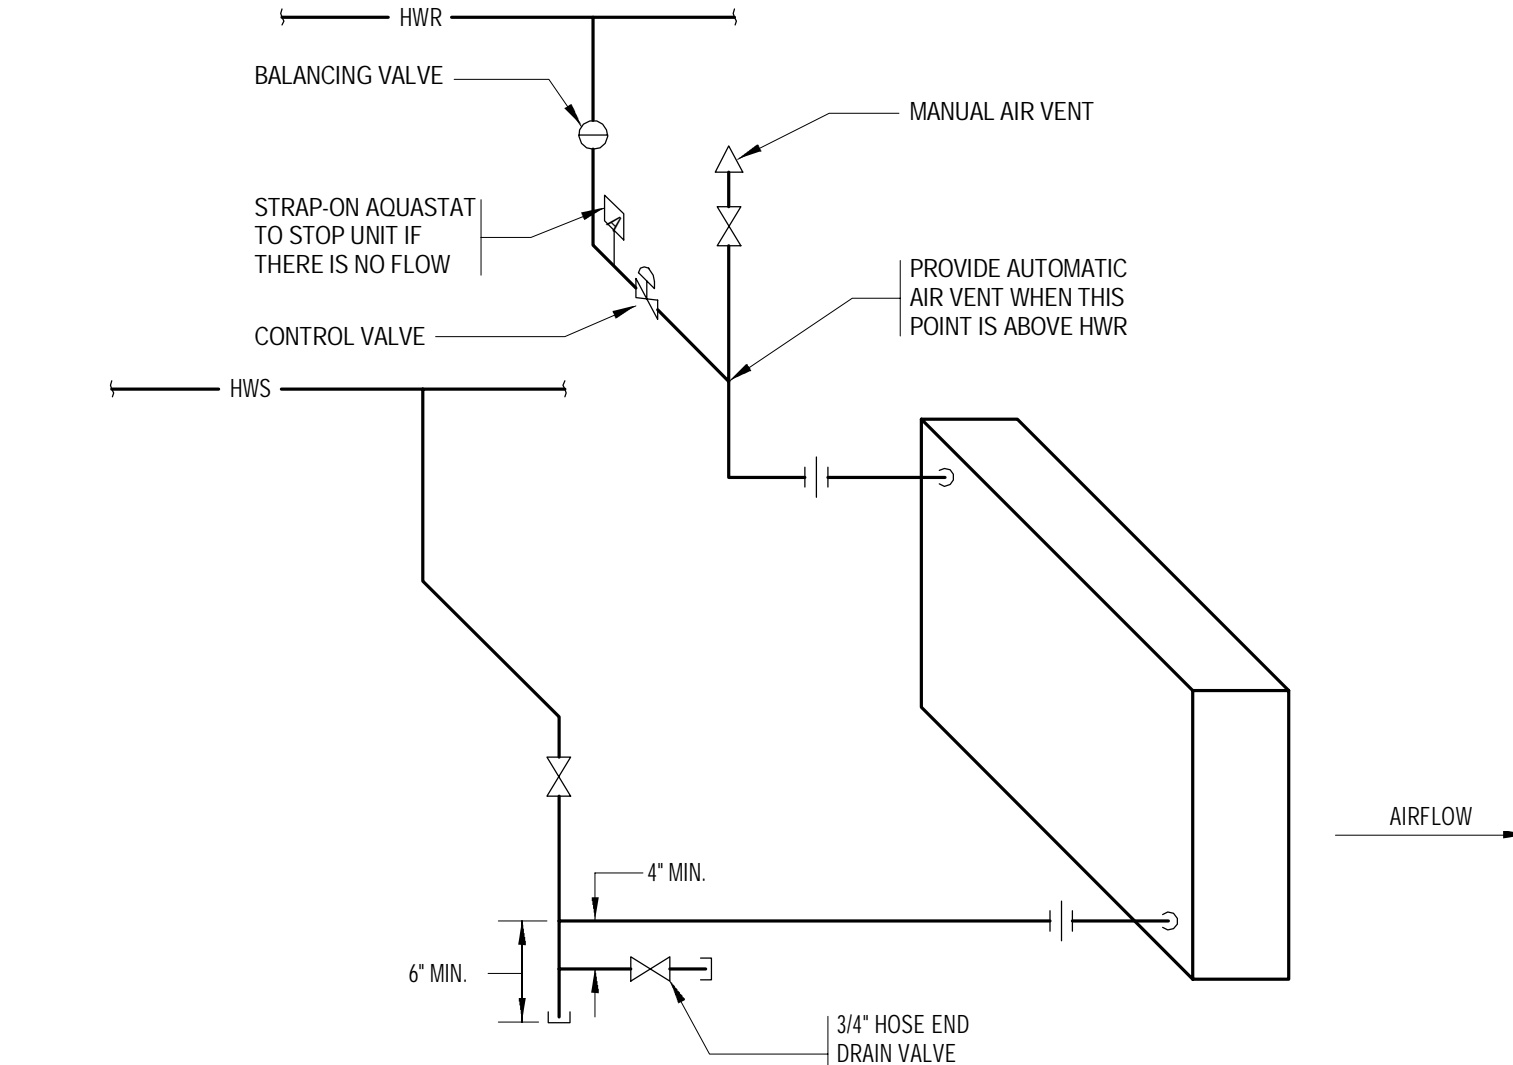 HWR
BALANCING VALVE
MANUAL AIR VENT
STRAP-ON AQUASTAT
TO STOP UNIT IF
THERE IS NO FLOW
A
PROVIDE AUTOMATIC
AIR VENT WHEN THIS
POINT IS ABOVE HWR
CONTROL VALVE
HWS
AIRFLOW
4" MIN.
6" MIN.
3/4" HOSE END
DRAIN VALVE